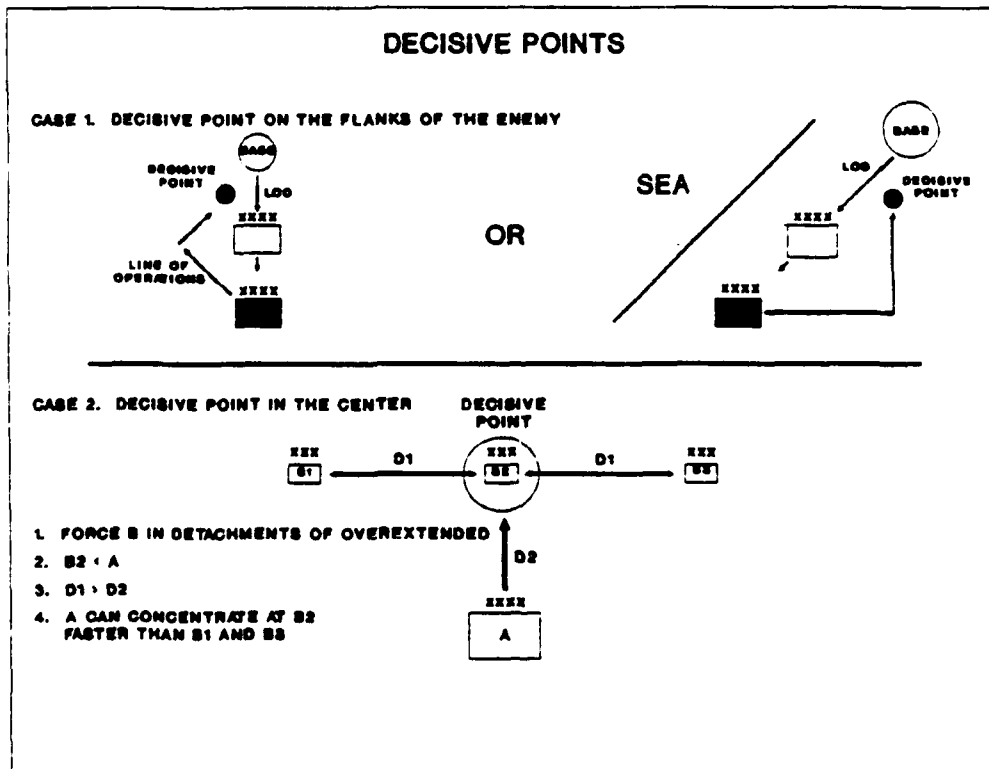 DECISIVE POINTS
CASE 1. DECISIVE POINT ON THE FLANKS OF THE ENEMY
BASE
DECISIVE
POINT
LOC
XXXX
LINE OF
OPERATIONS
XXXX
OR
SEA
BASE
LOC
DECISIVE
POINT
XXXX
XXXX
CASE 2. DECISIVE POINT IN THE CENTER
DECISIVE
POINT
XXX
B1
D1
XXX
B2
D1
XXX
B3
D2
XXXX
A
1. FORCE B IN DETACHMENTS OF OVEREXTENDED
2. B2 < A
3. D1 > D2
4. A CAN CONCENTRATE AT B2
FASTER THAN B1 AND B3